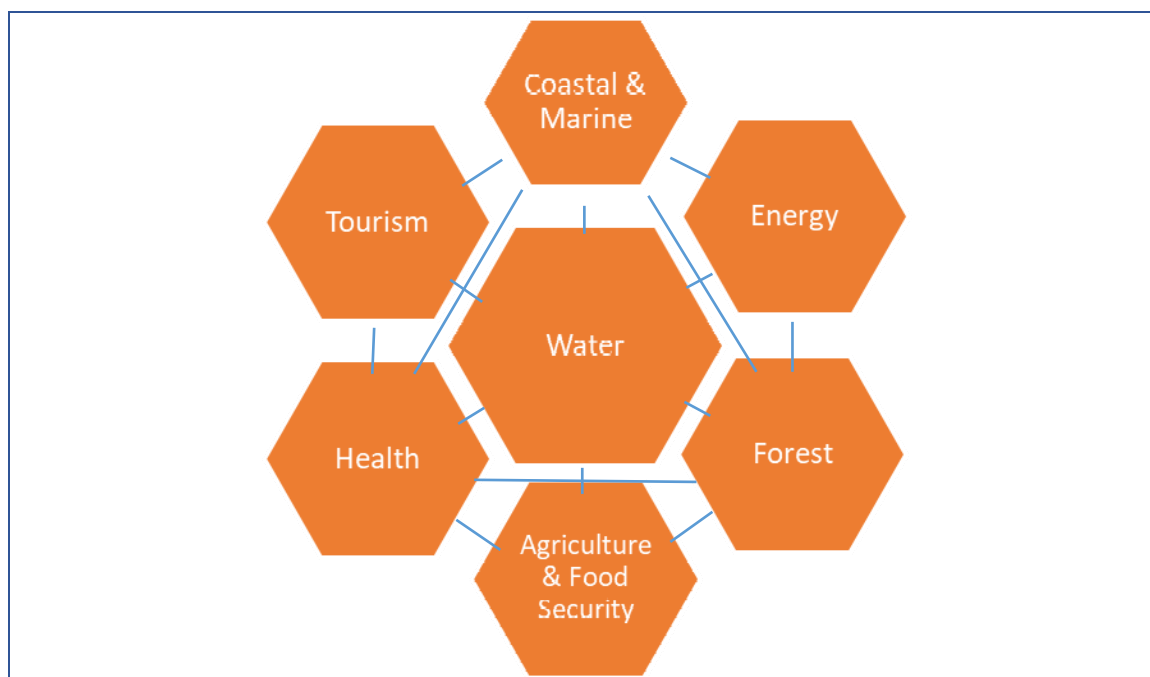 Coastal &
Marine
Tourism
Energy
Water
Health
Forest
Agriculture
& Food
Security